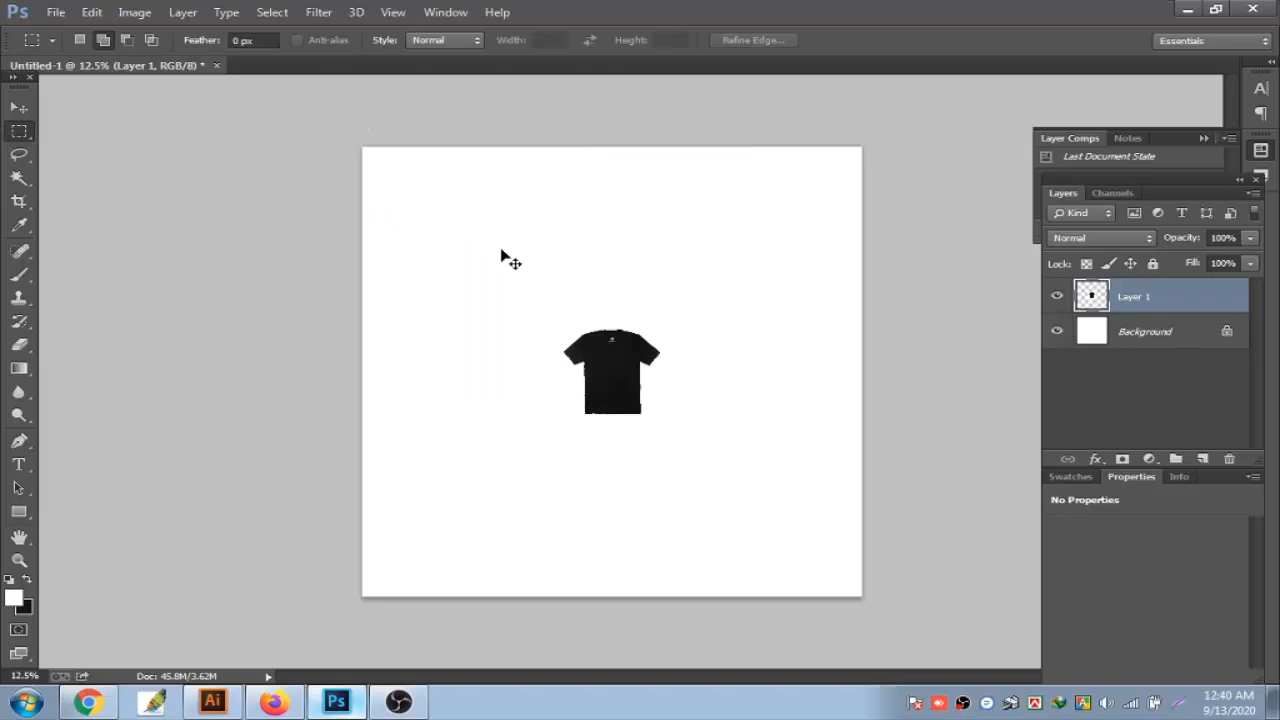 Ps File Edit Image Layer Type Select Filter 3D View Window Help
Feather: 0 px Anti-alias Style: Normal Width: Height: Refine Edge... Essentials
Untitled-1 @ 12.5% (Layer 1, RGB/8) * ×
Layer Comps Notes
Last Document State
Layers Channels
Kind
Normal Opacity: 100%
Lock: Fill: 100%
Layer 1
Background
fx
Swatches Properties Info
No Properties
12.5% Doc: 45.8M/3.62M
Ai Ps
12:40 AM
9/13/2020